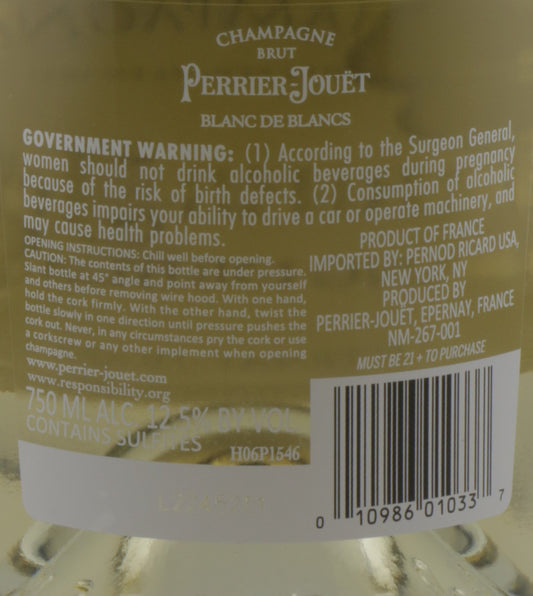 CHAMPAGNE
BRUT
PERRIER-JOUËT
BLANC DE BLANCS
GOVERNMENT WARNING: (1) According to the Surgeon General,
women should not drink alcoholic beverages during pregnancy
because of the risk of birth defects. (2) Consumption of alcoholic
beverages impairs your ability to drive a car or operate machinery, and
may cause health problems.
OPENING INSTRUCTIONS: Chill well before opening.
CAUTION: The contents of this bottle are under pressure.
Slant bottle at 45° angle and point away from yourself
and others before removing wire hood. With one hand,
hold the cork firmly. With the other hand, twist the
bottle slowly in one direction until pressure pushes the
cork out. Never, in any circumstances pry the cork or use
a corkscrew or any other implement when opening
champagne.
www.perrier-jouet.com
www.responsibility.org
750 ML ALC. 12.5% BY VOL
CONTAINS SULFITES
H06P1546
PRODUCT OF FRANCE
IMPORTED BY: PERNOD RICARD USA,
NEW YORK, NY
PRODUCED BY
PERRIER-JOUËT, EPERNAY, FRANCE
NM-267-001
MUST BE 21 + TO PURCHASE
0 10986 01033 7